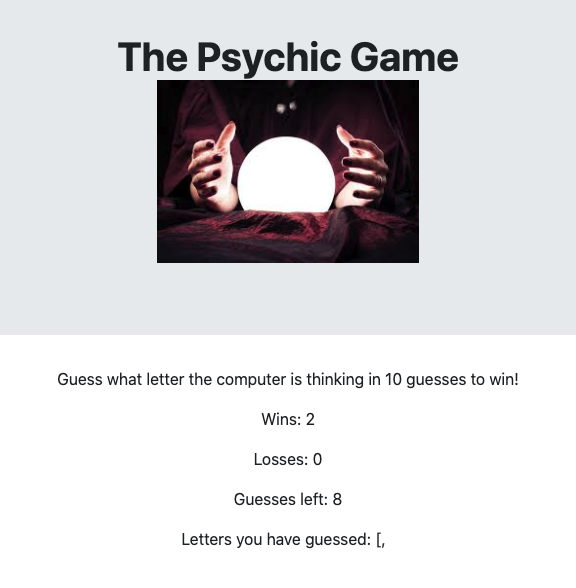 The Psychic Game
Guess what letter the computer is thinking in 10 guesses to win!
Wins: 2
Losses: 0
Guesses left: 8
Letters you have guessed: [,